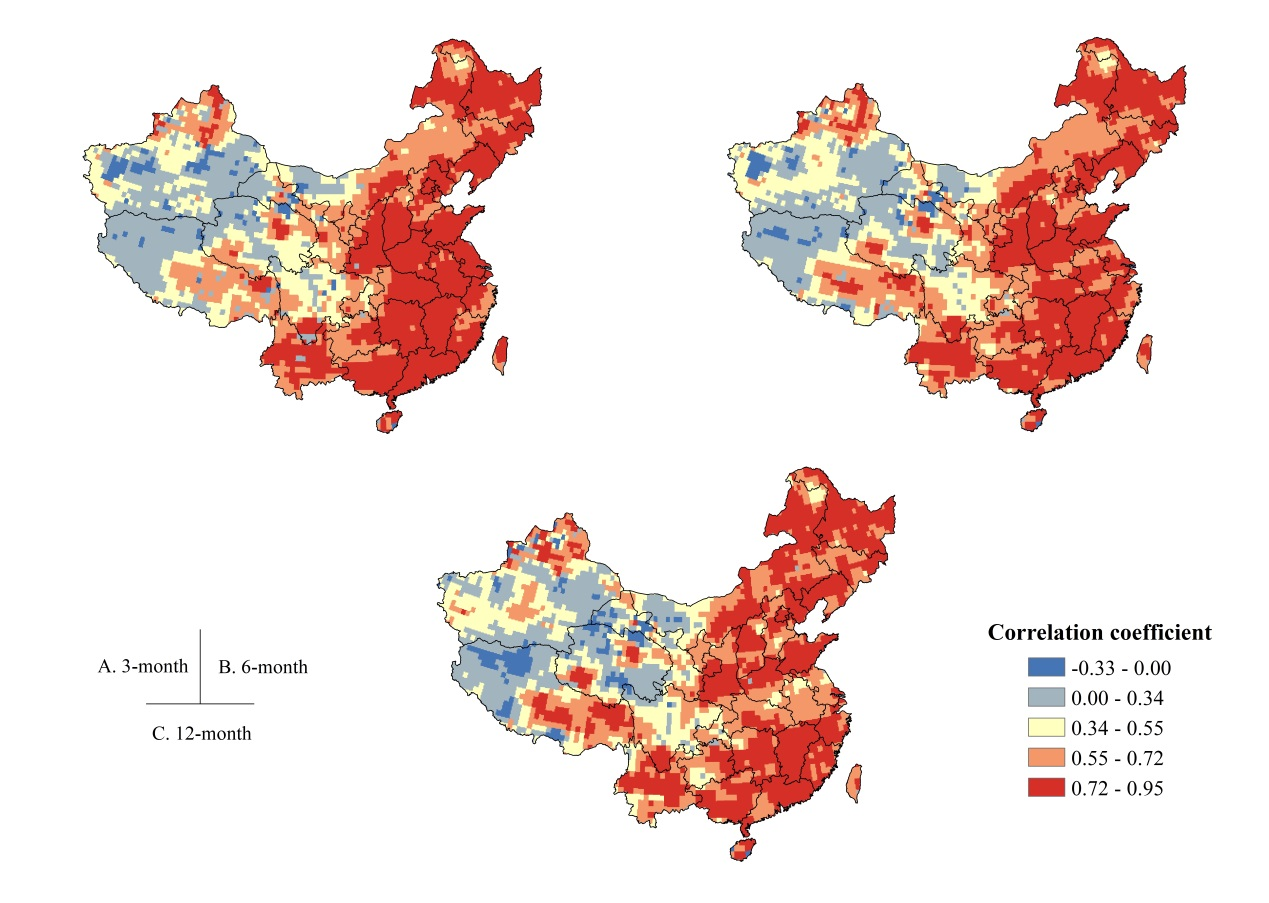 A. 3-month
B. 6-month
C. 12-month
Correlation coefficient
-0.33 - 0.00
0.00 - 0.34
0.34 - 0.55
0.55 - 0.72
0.72 - 0.95